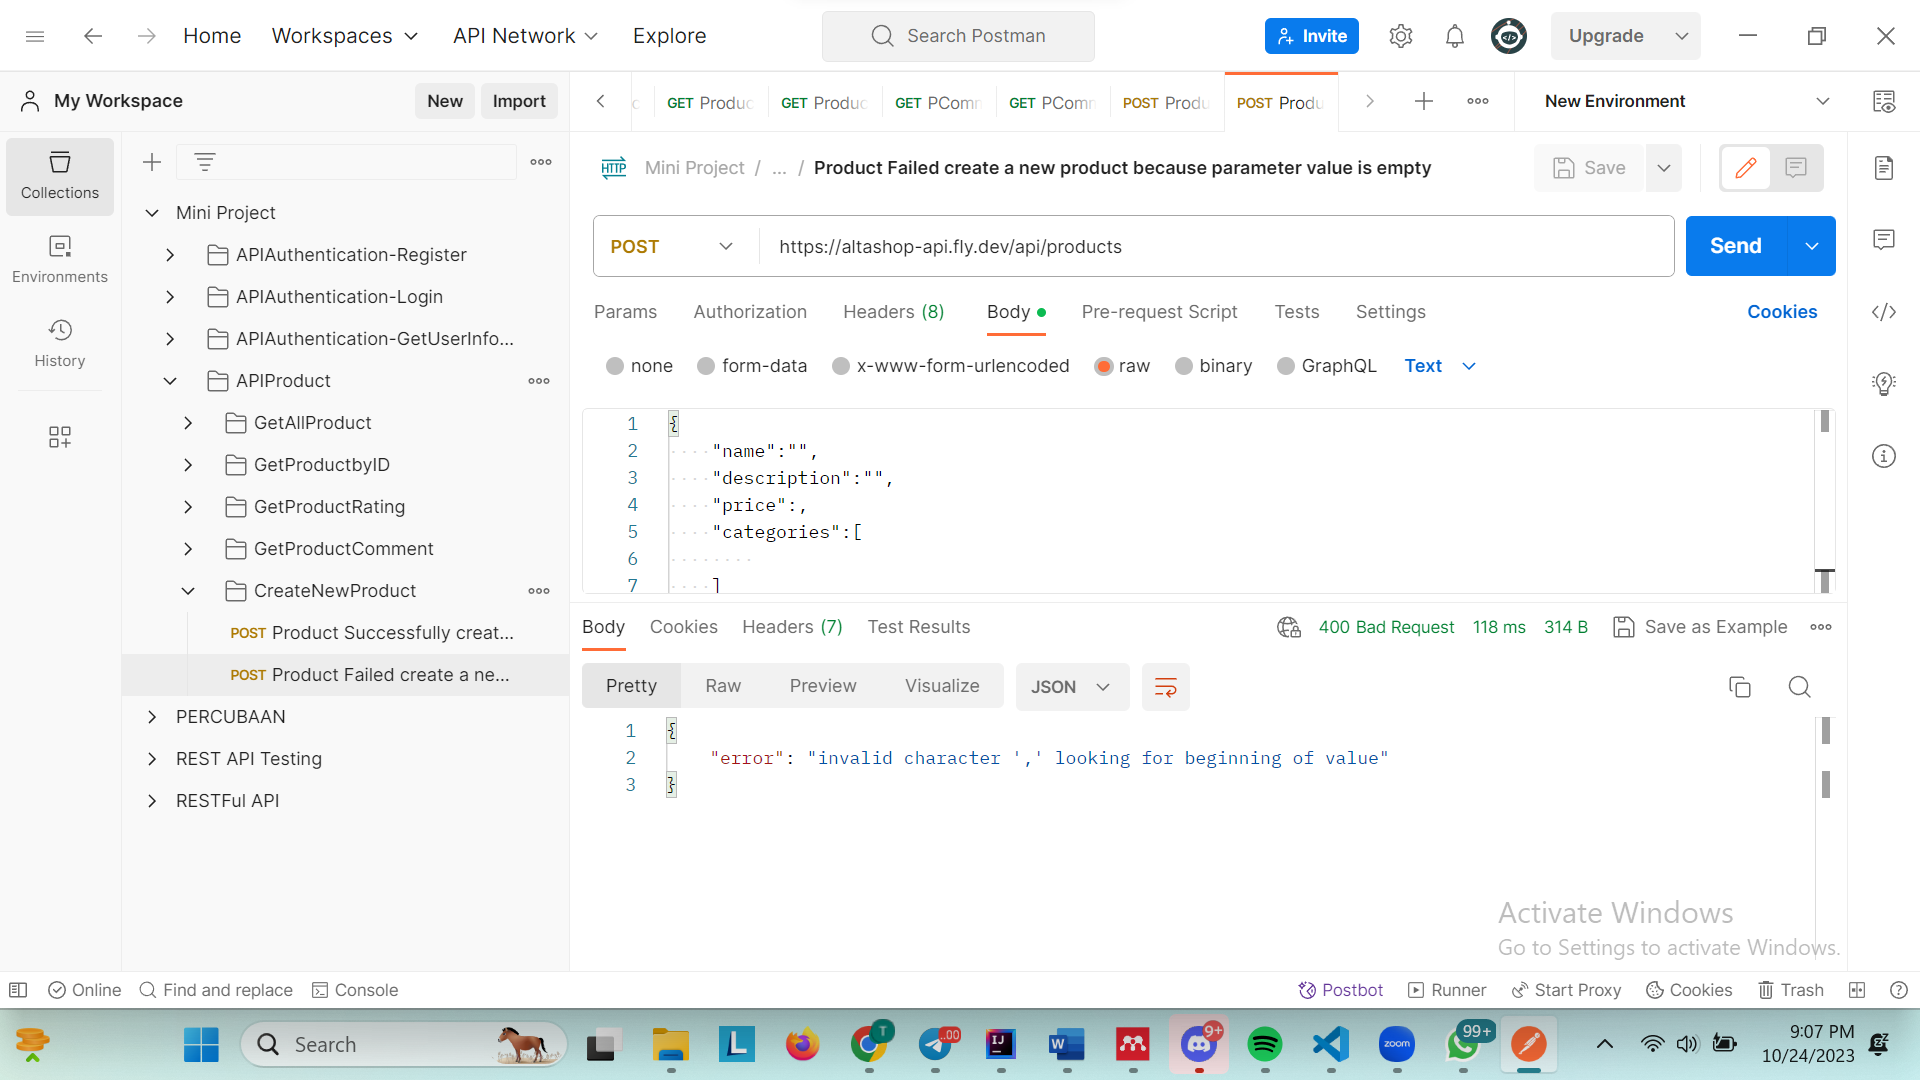 Home
Workspaces
API Network
Explore
Search Postman
Invite
Upgrade
My Workspace
New
Import
GET Produc
GET Produc
GET PComm
GET PComm
POST Produ
POST Produ
New Environment
Collections
Environments
History
Mini Project
APIAuthentication-Register
APIAuthentication-Login
APIAuthentication-GetUserInfo...
APIProduct
GetAllProduct
GetProductbyID
GetProductRating
GetProductComment
CreateNewProduct
POST Product Successfully creat...
POST Product Failed create a ne...
PERCUBAAN
REST API Testing
RESTFul API
HTTP Mini Project / ... / Product Failed create a new product because parameter value is empty
Save
POST
https://altashop-api.fly.dev/api/products
Send
Params
Authorization
Headers (8)
Body
Pre-request Script
Tests
Settings
Cookies
none
form-data
x-www-form-urlencoded
raw
binary
GraphQL
Text
1 {
2 "name":"",
3 "description":"",
4 "price":,
5 "categories":[
6
7 ]
Body
Cookies
Headers (7)
Test Results
400 Bad Request
118 ms
314 B
Save as Example
Pretty
Raw
Preview
Visualize
JSON
1 {
2 "error": "invalid character ',' looking for beginning of value"
3 }
Activate Windows
Go to Settings to activate Windows.
Online
Find and replace
Console
Postbot
Runner
Start Proxy
Cookies
Trash
Search
T
..00
IJ
W
L
9+
zoom
99+
9:07 PM
10/24/2023